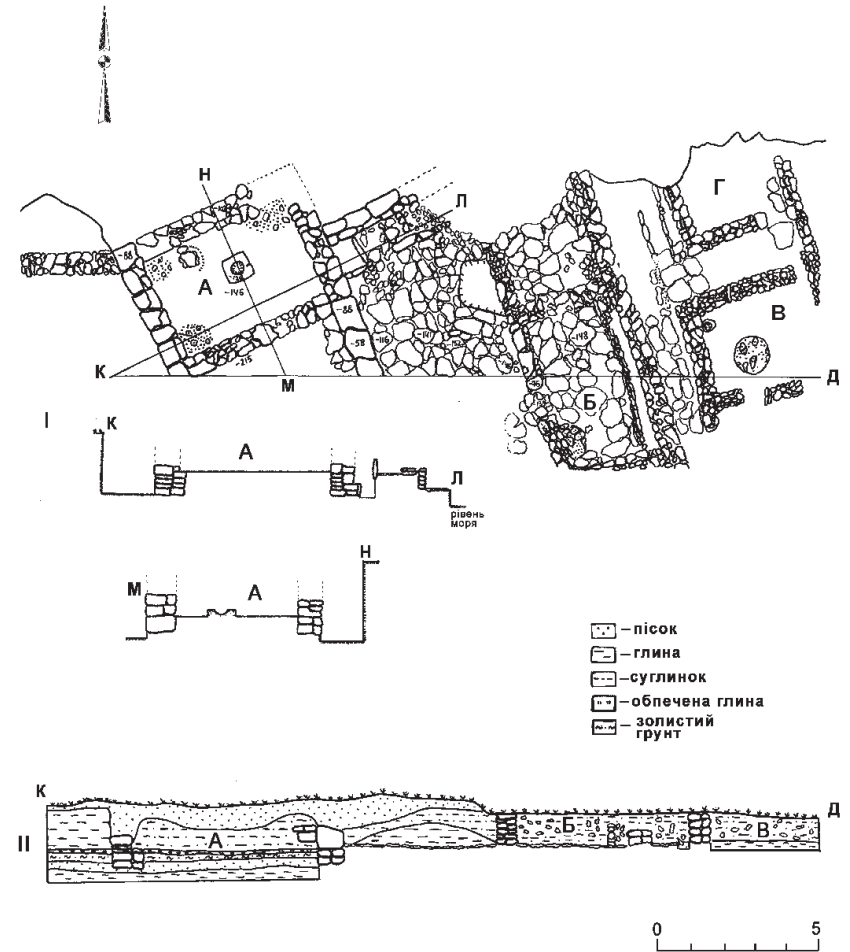 Н
Л
Г
-88
А
-146
В
-88
-58
-116
-148
К
-215
М
Б
Д
I
К
А
Л
рівень
моря
Н
М
А
– пісок
– глина
– суглинок
– обпечена глина
– золистий
грунт
К
Д
II
А
Б
В
0 5